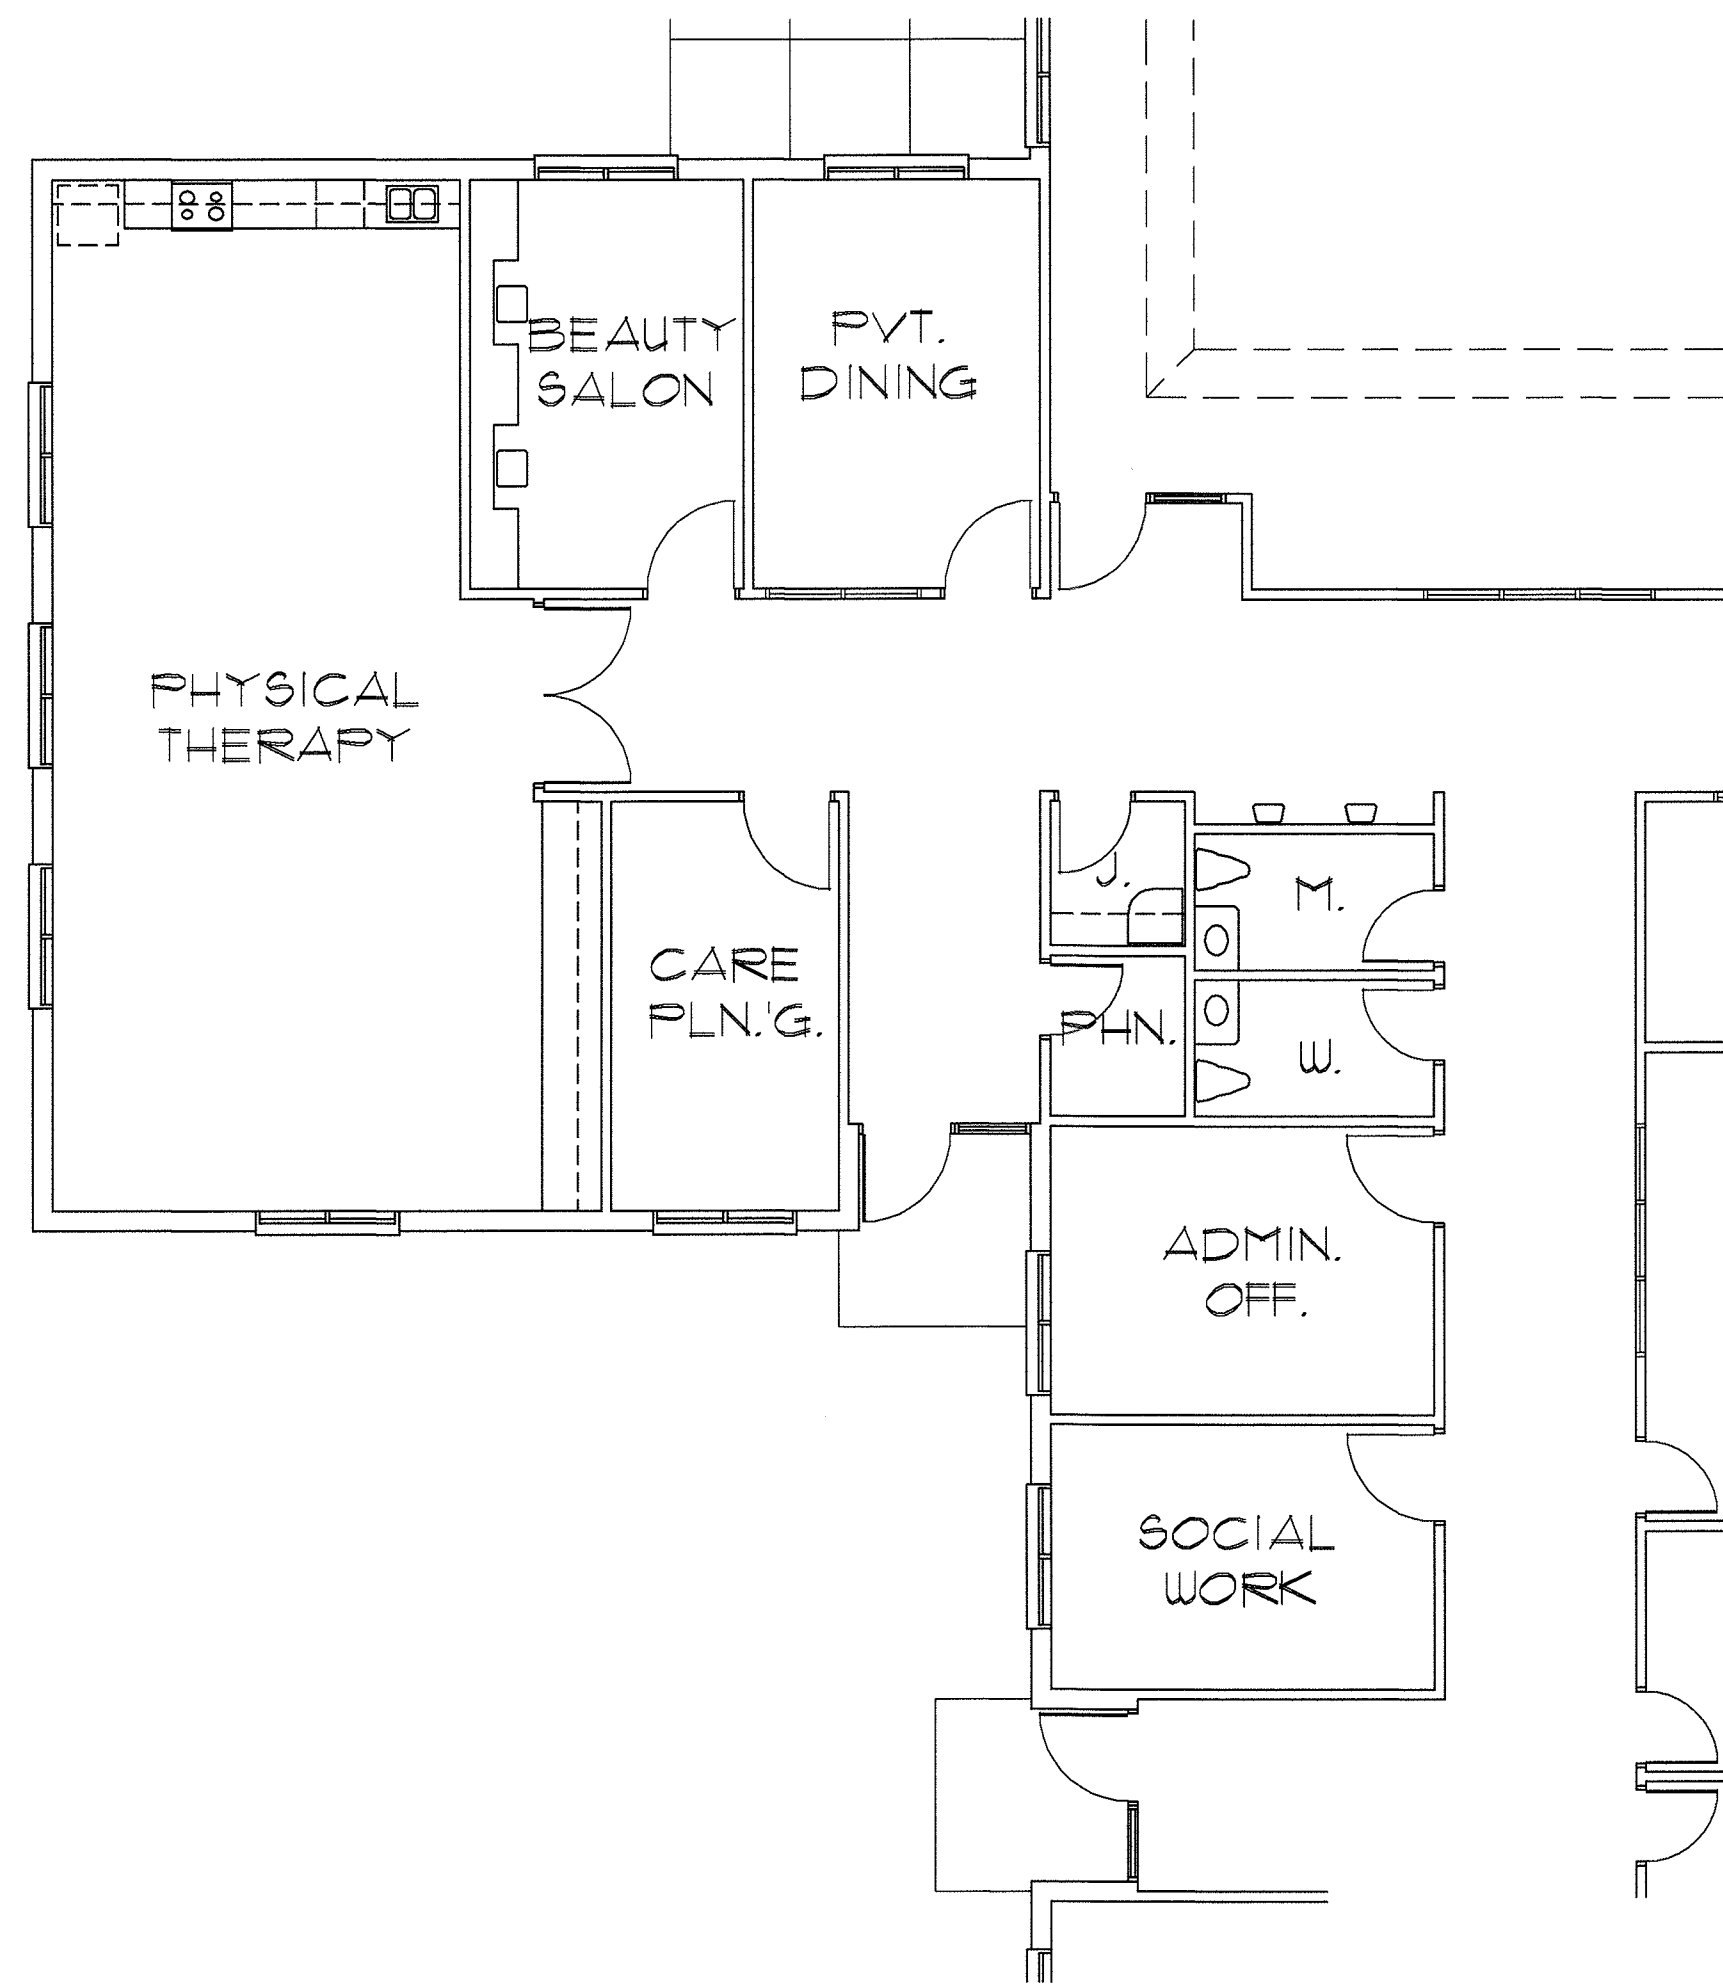 BEAUTY
SALON
PVT.
DINING
PHYSICAL
THERAPY
J.
M.
CARE
PLN.'G.
PHN.
W.
ADMIN.
OFF.
SOCIAL
WORK